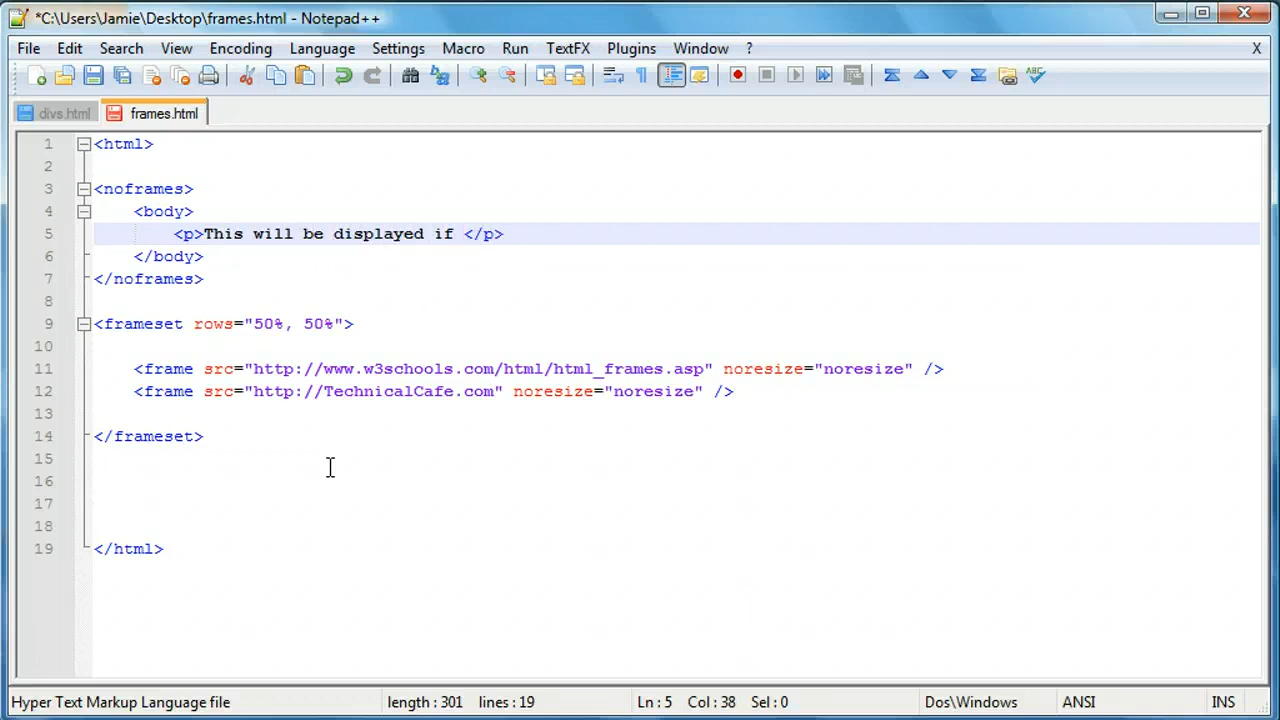 *C:\Users\Jamie\Desktop\frames.html - Notepad++
File Edit Search View Encoding Language Settings Macro Run TextFX Plugins Window ? X
divs.html frames.html
1 <html>
2
3 <noframes>
4 <body>
5 <p>This will be displayed if </p>
6 </body>
7 </noframes>
8
9 <frameset rows="50%, 50%">
10
11 <frame src="http://www.w3schools.com/html/html_frames.asp" noresize="noresize" />
12 <frame src="http://TechnicalCafe.com" noresize="noresize" />
13
14 </frameset>
15
16
17
18
19 </html>
Hyper Text Markup Language file length : 301 lines : 19 Ln : 5 Col : 38 Sel : 0 Dos\Windows ANSI INS